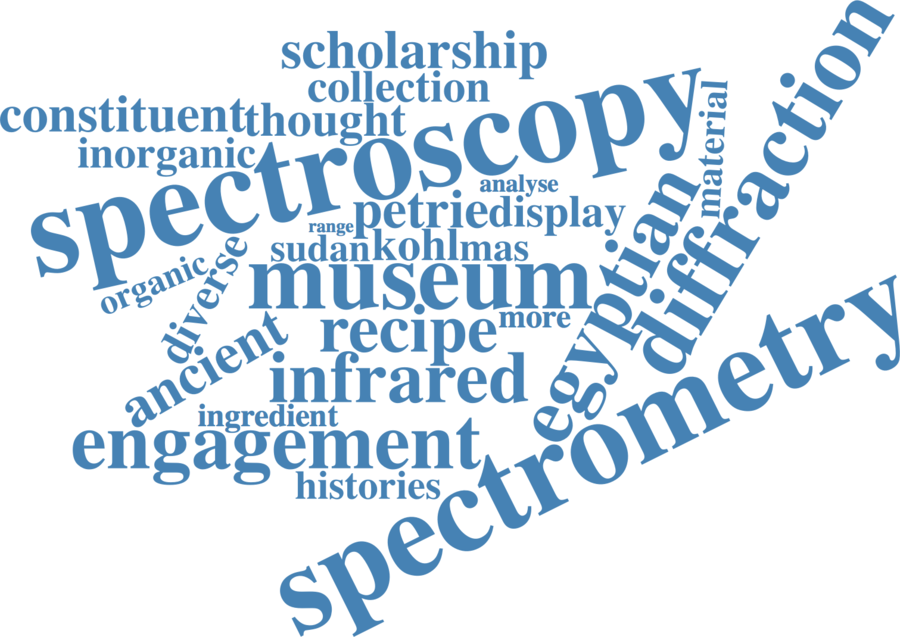 scholarship
collection
constituent
thought
inorganic
spectroscopy
material
diffraction
analyse
petrie
display
range
sudan
kohl
mas
organic
diverse
museum
egyptian
more
recipe
ancient
infrared
ingredient
engagement
histories
spectrometry